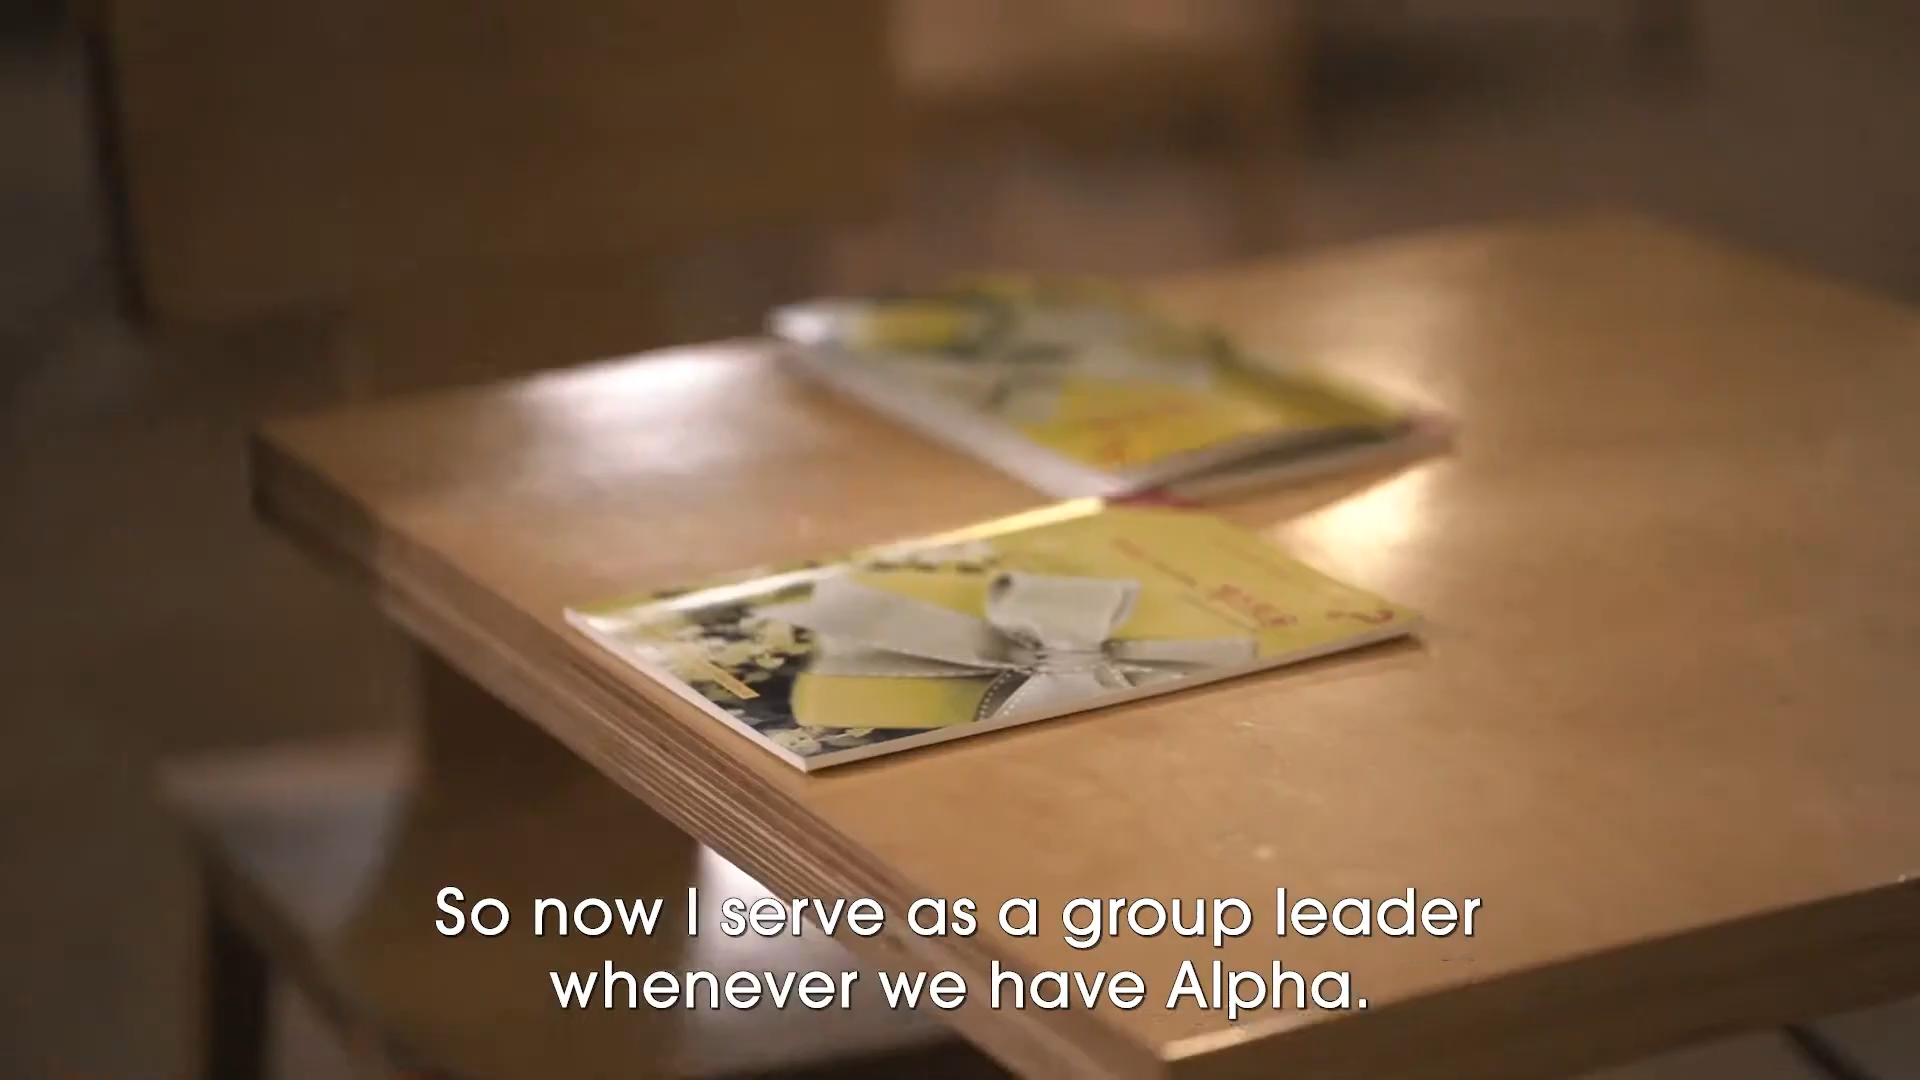 So now I serve as a group leader
whenever we have Alpha.